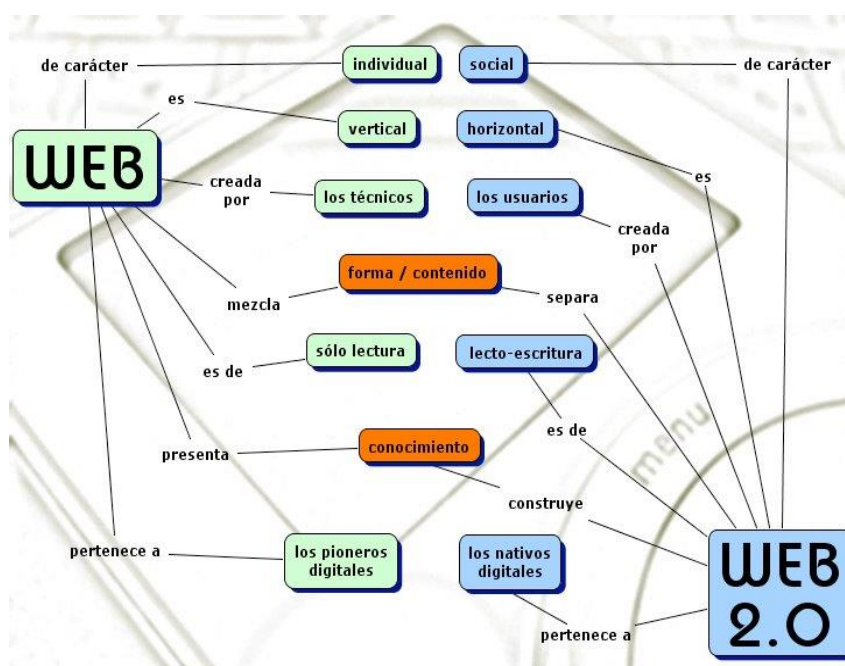 de carácter
individual
social
de carácter
es
vertical
horizontal
WEB
creada
por
los técnicos
los usuarios
es
creada
por
forma / contenido
mezcla
separa
sólo lectura
lecto-escritura
es de
es de
presenta
conocimiento
menu
construye
pertenece a
los pioneros
digitales
los nativos
digitales
WEB
2.0
pertenece a